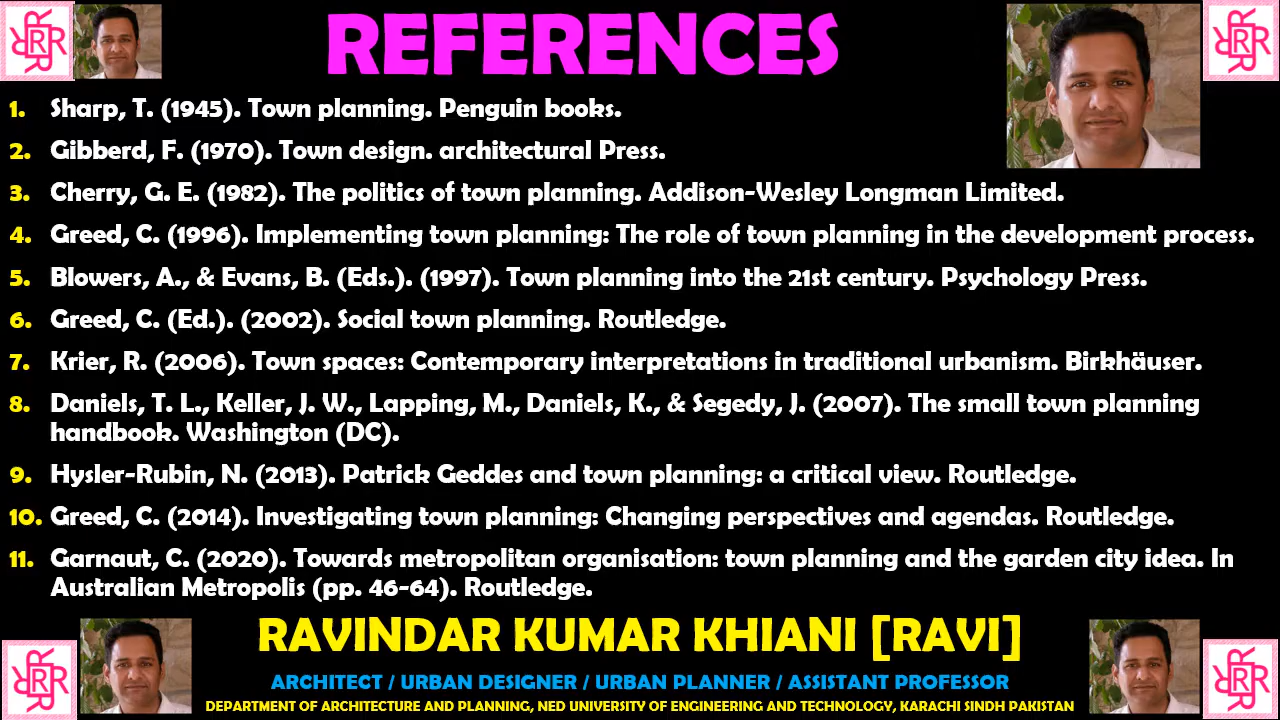 RRRR
RRRR
REFERENCES
1. Sharp, T. (1945). Town planning. Penguin books.
2. Gibberd, F. (1970). Town design. architectural Press.
3. Cherry, G. E. (1982). The politics of town planning. Addison-Wesley Longman Limited.
4. Greed, C. (1996). Implementing town planning: The role of town planning in the development process.
5. Blowers, A., & Evans, B. (Eds.). (1997). Town planning into the 21st century. Psychology Press.
6. Greed, C. (Ed.). (2002). Social town planning. Routledge.
7. Krier, R. (2006). Town spaces: Contemporary interpretations in traditional urbanism. Birkhäuser.
8. Daniels, T. L., Keller, J. W., Lapping, M., Daniels, K., & Segedy, J. (2007). The small town planning
handbook. Washington (DC).
9. Hysler-Rubin, N. (2013). Patrick Geddes and town planning: a critical view. Routledge.
10. Greed, C. (2014). Investigating town planning: Changing perspectives and agendas. Routledge.
11. Garnaut, C. (2020). Towards metropolitan organisation: town planning and the garden city idea. In
Australian Metropolis (pp. 46-64). Routledge.
RAVINDAR KUMAR KHIANI [RAVI]
ARCHITECT / URBAN DESIGNER / URBAN PLANNER / ASSISTANT PROFESSOR
DEPARTMENT OF ARCHITECTURE AND PLANNING, NED UNIVERSITY OF ENGINEERING AND TECHNOLOGY, KARACHI SINDH PAKISTAN
RRRR
RRRR